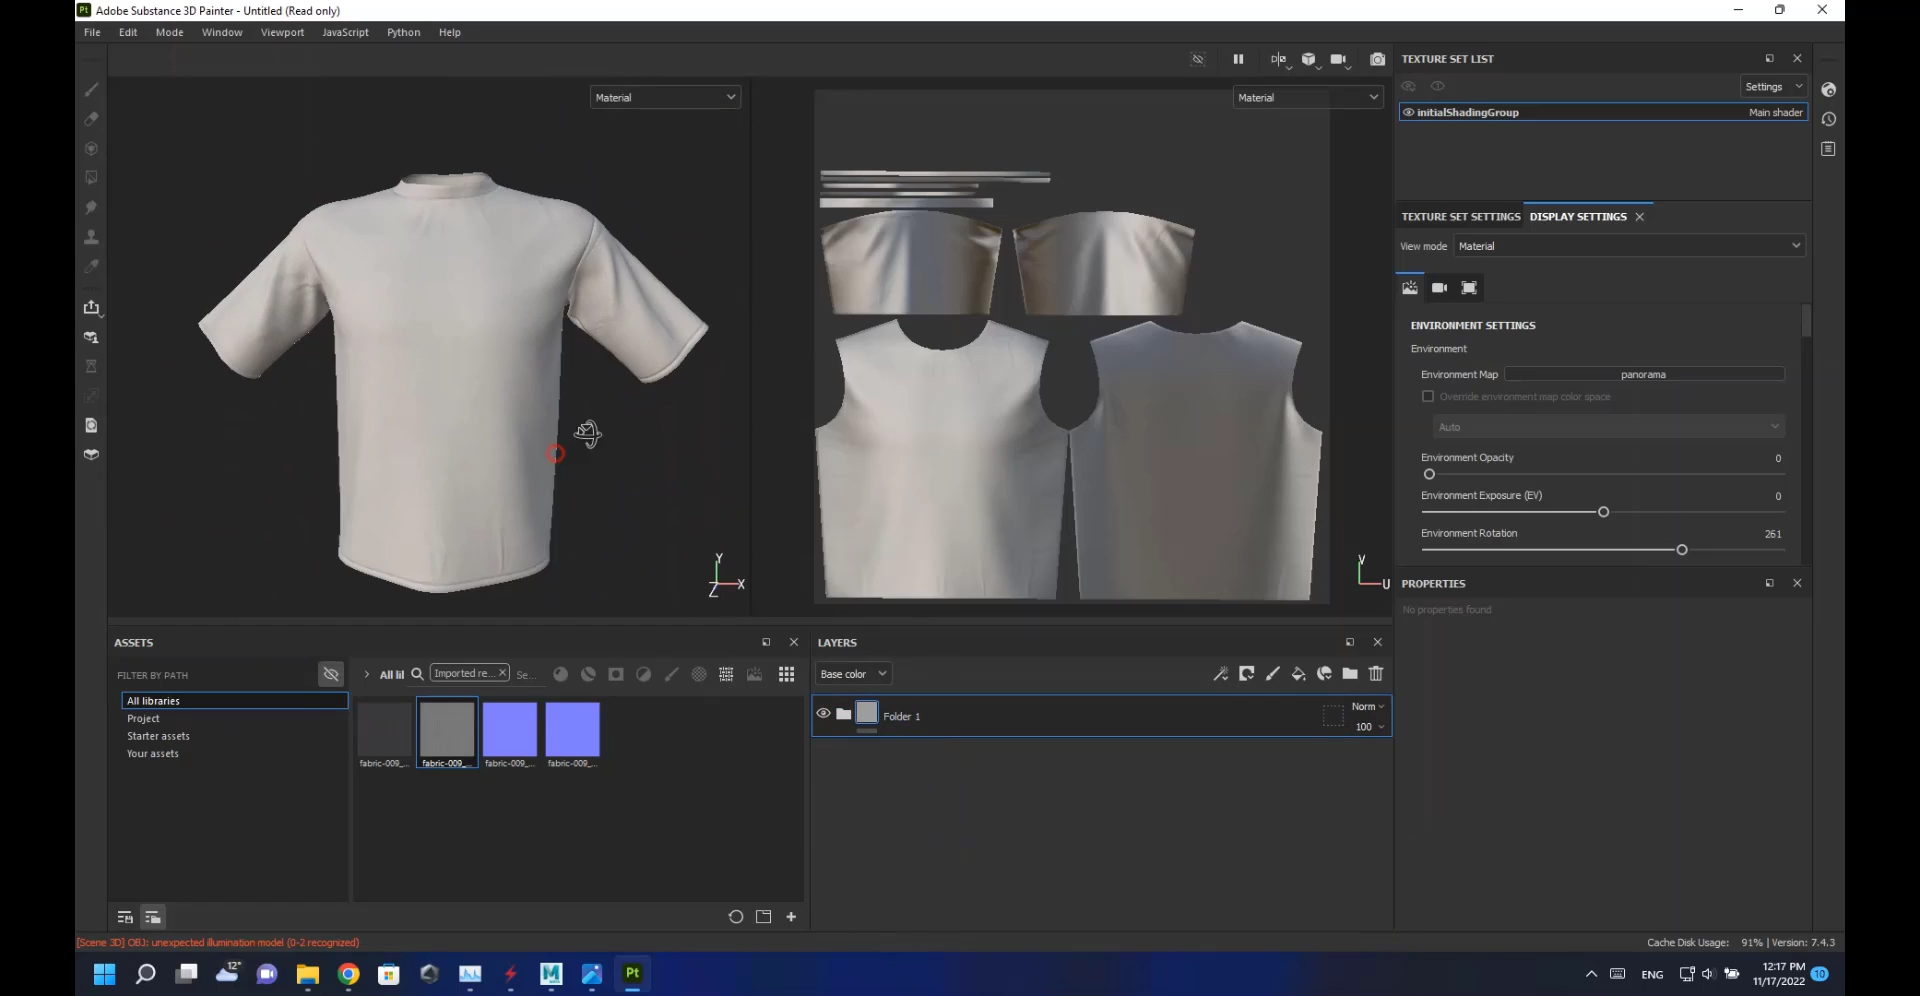 Pt Adobe Substance 3D Painter - Untitled (Read only)
File Edit Mode Window Viewport JavaScript Python Help
TEXTURE SET LIST
Material
Material
Settings
initialShadingGroup Main shader
TEXTURE SET SETTINGS DISPLAY SETTINGS
View mode Material
ENVIRONMENT SETTINGS
Environment
Environment Map panorama
Override environment map color space
Auto
Environment Opacity 0
Environment Exposure (EV) 0
Environment Rotation 261
Y
Z X
V
U
PROPERTIES
No properties found
ASSETS
FILTER BY PATH
All libraries
Project
Starter assets
Your assets
All lil Imported re... Se...
fabric-009_... fabric-009_... fabric-009_... fabric-009_...
LAYERS
Base color
Folder 1
Norm
100
[Scene 3D] OBJ: unexpected illumination model (0-2 recognized)
Cache Disk Usage: 91% | Version: 7.4.3
12°
M
Pt
ENG
12:17 PM
11/17/2022
10